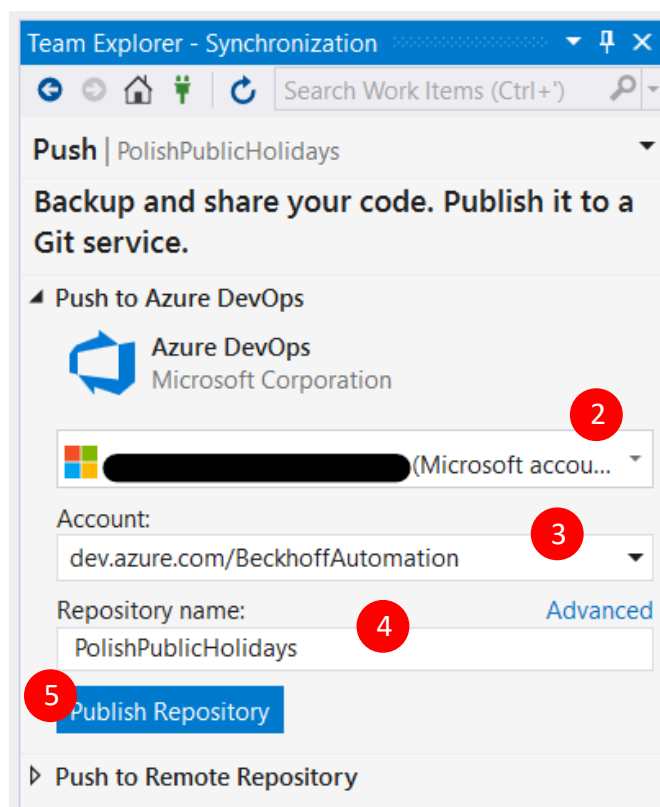 Team Explorer - Synchronization
Search Work Items (Ctrl+')
Push | PolishPublicHolidays
Backup and share your code. Publish it to a
Git service.
Push to Azure DevOps
Azure DevOps
Microsoft Corporation
2
(Microsoft accou...
Account:
3
dev.azure.com/BeckhoffAutomation
Repository name:
4
Advanced
PolishPublicHolidays
5
Publish Repository
Push to Remote Repository